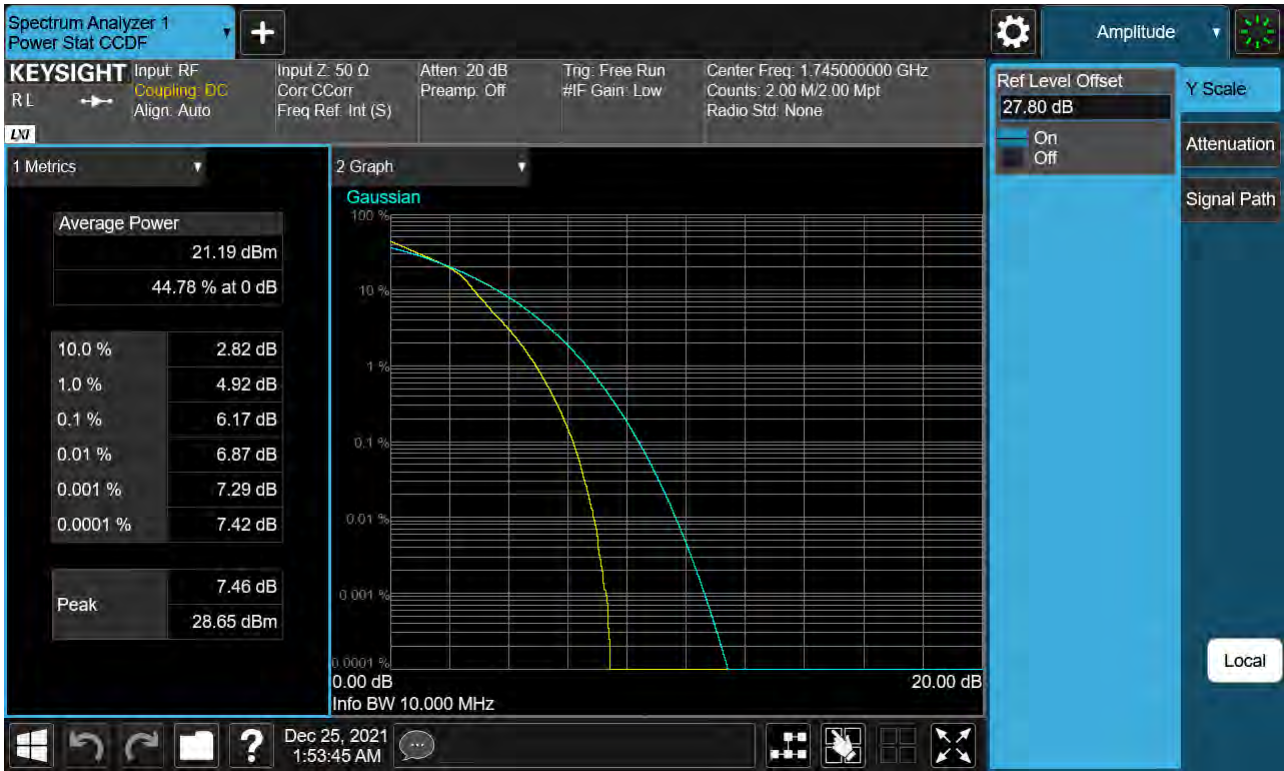 Spectrum Analyzer 1
Power Stat CCDF
+
Amplitude
KEYSIGHT
RL
LXI
Input: RF
Coupling: DC
Align: Auto
Input Z: 50 Ω
Corr CCorr
Freq Ref: Int (S)
Atten: 20 dB
Preamp: Off
Trig: Free Run
#IF Gain: Low
Center Freq: 1.745000000 GHz
Counts: 2.00 M/2.00 Mpt
Radio Std: None
Ref Level Offset
27.80 dB
On
Off
Y Scale
Attenuation
Signal Path
Local
1 Metrics
Average Power
21.19 dBm
44.78 % at 0 dB
10.0 % 2.82 dB
1.0 % 4.92 dB
0.1 % 6.17 dB
0.01 % 6.87 dB
0.001 % 7.29 dB
0.0001 % 7.42 dB
Peak
7.46 dB
28.65 dBm
2 Graph
Gaussian
100 %
10 %
1 %
0.1 %
0.01 %
0.001 %
0.0001 %
0.00 dB 20.00 dB
Info BW 10.000 MHz
?
Dec 25, 2021
1:53:45 AM